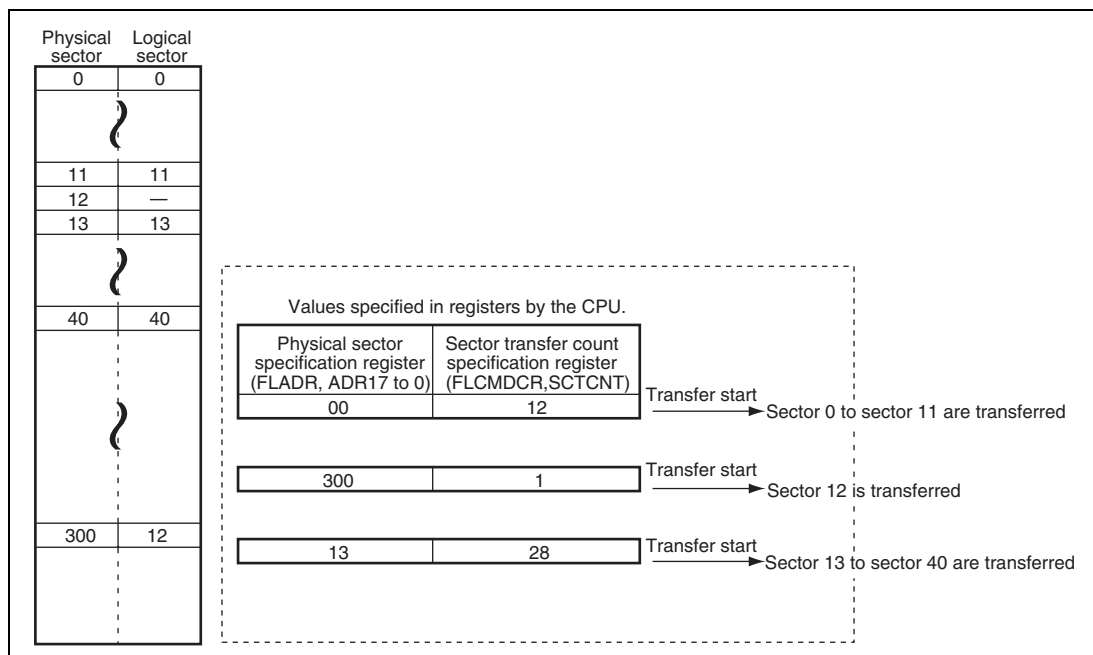 Physical sector Logical sector
0 0
11 11
12 —
13 13
40 40
300 12
Values specified in registers by the CPU.
Physical sector specification register (FLADR, ADR17 to 0)
Sector transfer count specification register (FLCMDCR,SCTCNT)
00 12
Transfer start
Sector 0 to sector 11 are transferred
300 1
Transfer start
Sector 12 is transferred
13 28
Transfer start
Sector 13 to sector 40 are transferred